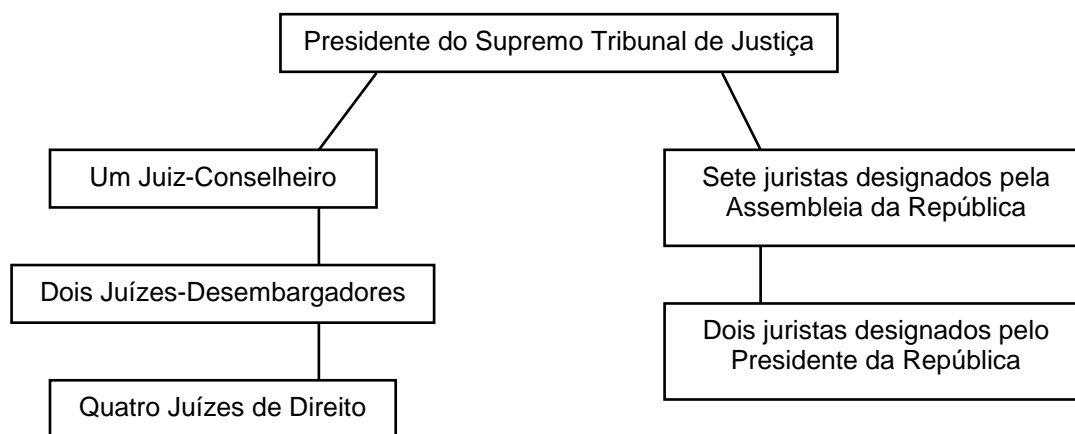 Presidente do Supremo Tribunal de Justiça
Um Juiz-Conselheiro
Dois Juízes-Desembargadores
Quatro Juízes de Direito
Sete juristas designados pela
Assembleia da República
Dois juristas designados pelo
Presidente da República